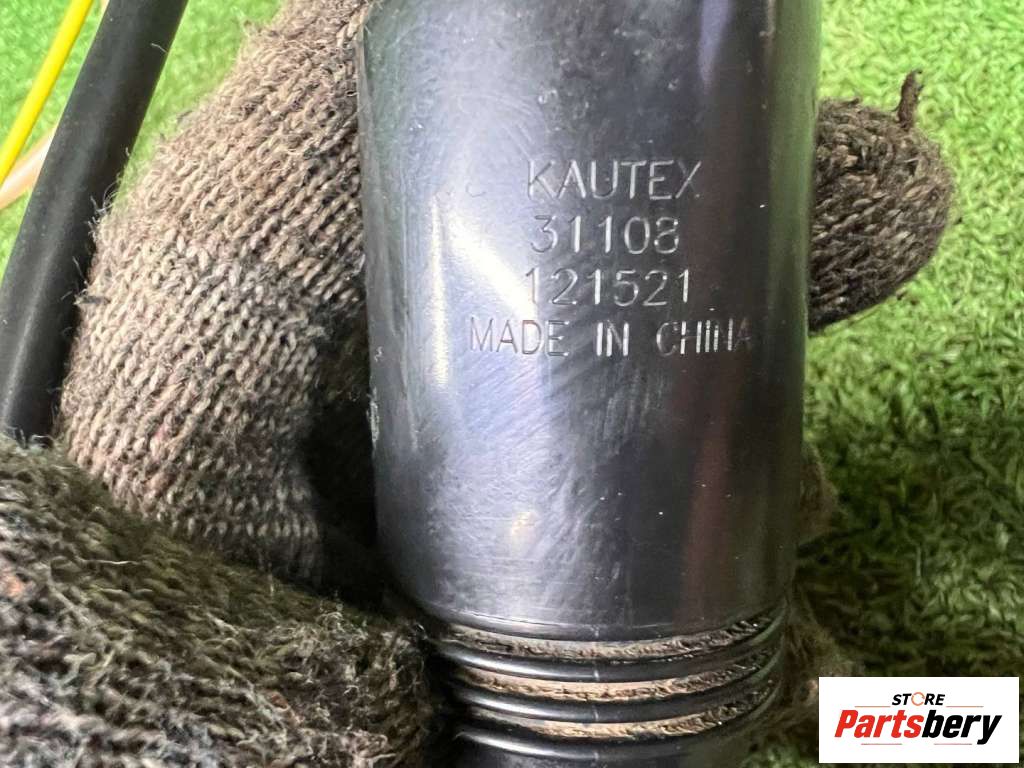 KAUTEX
31108
121521
MADE IN CHINA
STORE
Partsbery